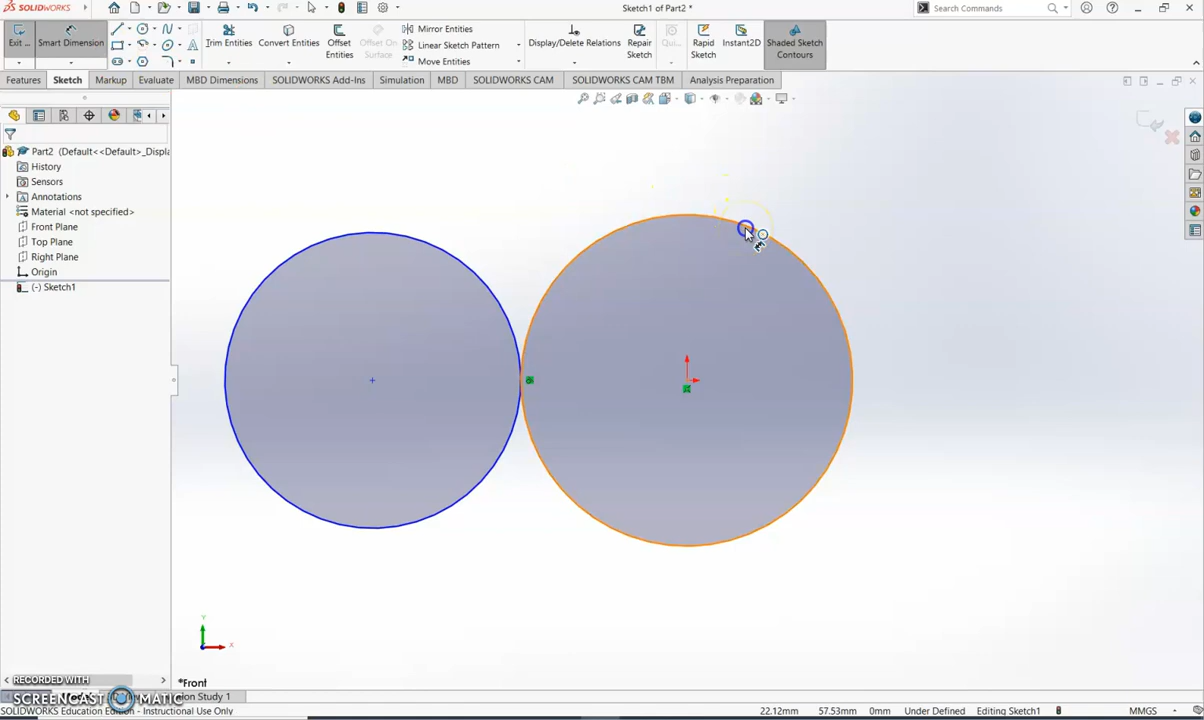 SOLIDWORKS
Sketch1 of Part2 *
Search Commands
Exit ...
Smart Dimension
Trim Entities
Convert Entities
Offset Entities
Offset On Surface
Mirror Entities
Linear Sketch Pattern
Move Entities
Display/Delete Relations
Repair Sketch
Qui...
Rapid Sketch
Instant2D
Shaded Sketch Contours
Features
Sketch
Markup
Evaluate
MBD Dimensions
SOLIDWORKS Add-Ins
Simulation
MBD
SOLIDWORKS CAM
SOLIDWORKS CAM TBM
Analysis Preparation
Part2 (Default<<Default>_Displa
History
Sensors
Annotations
Material <not specified>
Front Plane
Top Plane
Right Plane
Origin
(-) Sketch1
Y
X
*Front
RECORDED WITH
SCREENCAST MATIC
on Study 1
SOLIDWORKS Education Edition - Instructional Use Only
22.12mm
57.53mm
0mm
Under Defined
Editing Sketch1
MMGS